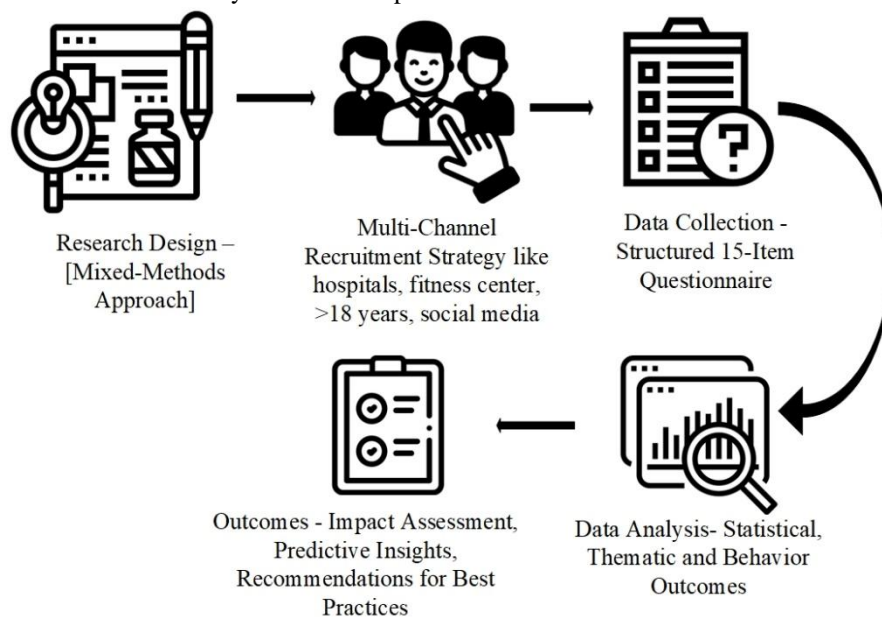 Research Design –
[Mixed-Methods
Approach]
Multi-Channel
Recruitment Strategy like
hospitals, fitness center,
>18 years, social media
Data Collection -
Structured 15-Item
Questionnaire
?
Outcomes - Impact Assessment,
Predictive Insights,
Recommendations for Best
Practices
Data Analysis- Statistical,
Thematic and Behavior
Outcomes